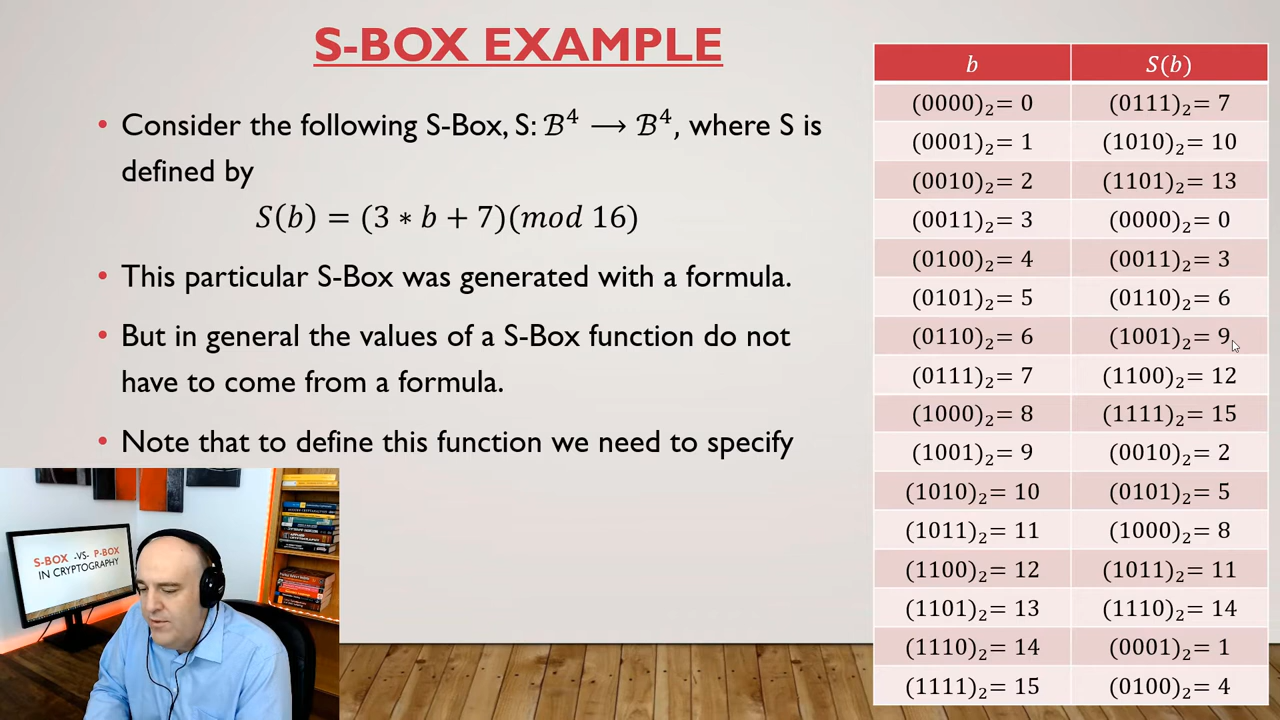 S-BOX EXAMPLE
• Consider the following S-Box, S: ℬ⁴ ⟶ ℬ⁴, where S is
defined by
S(b) = (3 * b + 7)(mod 16)
• This particular S-Box was generated with a formula.
• But in general the values of a S-Box function do not
have to come from a formula.
• Note that to define this function we need to specify
b S(b)
(0000)₂= 0 (0111)₂= 7
(0001)₂= 1 (1010)₂= 10
(0010)₂= 2 (1101)₂= 13
(0011)₂= 3 (0000)₂= 0
(0100)₂= 4 (0011)₂= 3
(0101)₂= 5 (0110)₂= 6
(0110)₂= 6 (1001)₂= 9
(0111)₂= 7 (1100)₂= 12
(1000)₂= 8 (1111)₂= 15
(1001)₂= 9 (0010)₂= 2
(1010)₂= 10 (0101)₂= 5
(1011)₂= 11 (1000)₂= 8
(1100)₂= 12 (1011)₂= 11
(1101)₂= 13 (1110)₂= 14
(1110)₂= 14 (0001)₂= 1
(1111)₂= 15 (0100)₂= 4
S-BOX -VS- P-BOX
IN CRYPTOGRAPHY